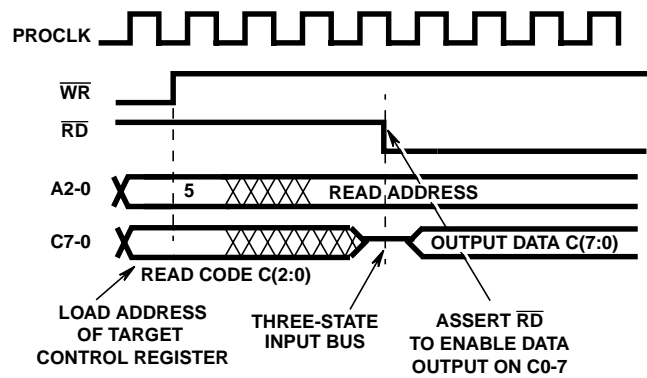 PROCLK
WR
RD
A2-0
5
READ ADDRESS
C7-0
OUTPUT DATA C(7:0)
READ CODE C(2:0)
LOAD ADDRESS
OF TARGET
CONTROL REGISTER
THREE-STATE
INPUT BUS
ASSERT RD
TO ENABLE DATA
OUTPUT ON C0-7